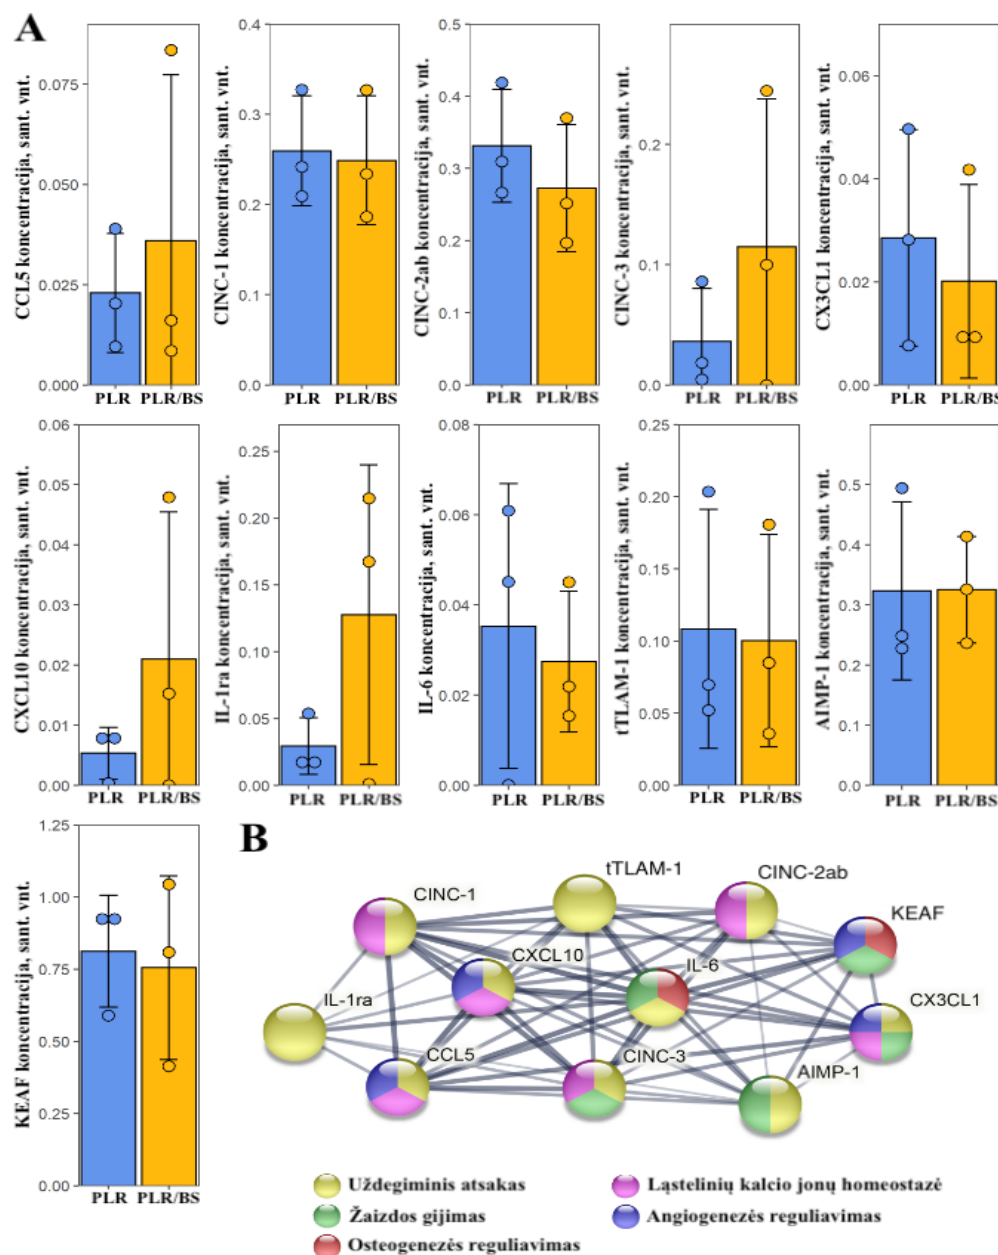 A
CCL5 koncentracija, sant. vnt.
0.075
0.050
0.025
0.000
PLR PLR/BS
CINC-1 koncentracija, sant. vnt.
0.4
0.3
0.2
0.1
0.0
PLR PLR/BS
CINC-2ab koncentracija, sant. vnt.
0.5
0.4
0.3
0.2
0.1
0.0
PLR PLR/BS
CINC-3 koncentracija, sant. vnt.
0.2
0.1
0.0
PLR PLR/BS
CX3CL1 koncentracija, sant. vnt.
0.06
0.04
0.02
0.00
PLR PLR/BS
CXCL10 koncentracija, sant. vnt.
0.06
0.05
0.04
0.03
0.02
0.01
0.00
PLR PLR/BS
IL-1ra koncentracija, sant. vnt.
0.25
0.20
0.15
0.10
0.05
0.00
PLR PLR/BS
IL-6 koncentracija, sant. vnt.
0.08
0.06
0.04
0.02
0.00
PLR PLR/BS
tTLAM-1 koncentracija, sant. vnt.
0.25
0.20
0.15
0.10
0.05
0.00
PLR PLR/BS
AIMP-1 koncentracija, sant. vnt.
0.5
0.4
0.3
0.2
0.1
0.0
PLR PLR/BS
KEAF koncentracija, sant. vnt.
1.25
1.00
0.75
0.50
0.25
0.00
PLR PLR/BS
B
tTLAM-1
CINC-2ab
CINC-1
KEAF
CXCL10
IL-6
IL-1ra
CX3CL1
CCL5
CINC-3
AIMP-1
Uždegiminis atsakas
Ląstelinių kalcio jonų homeostazė
Žaizdos gijimas
Angiogenezės reguliavimas
Osteogenezės reguliavimas